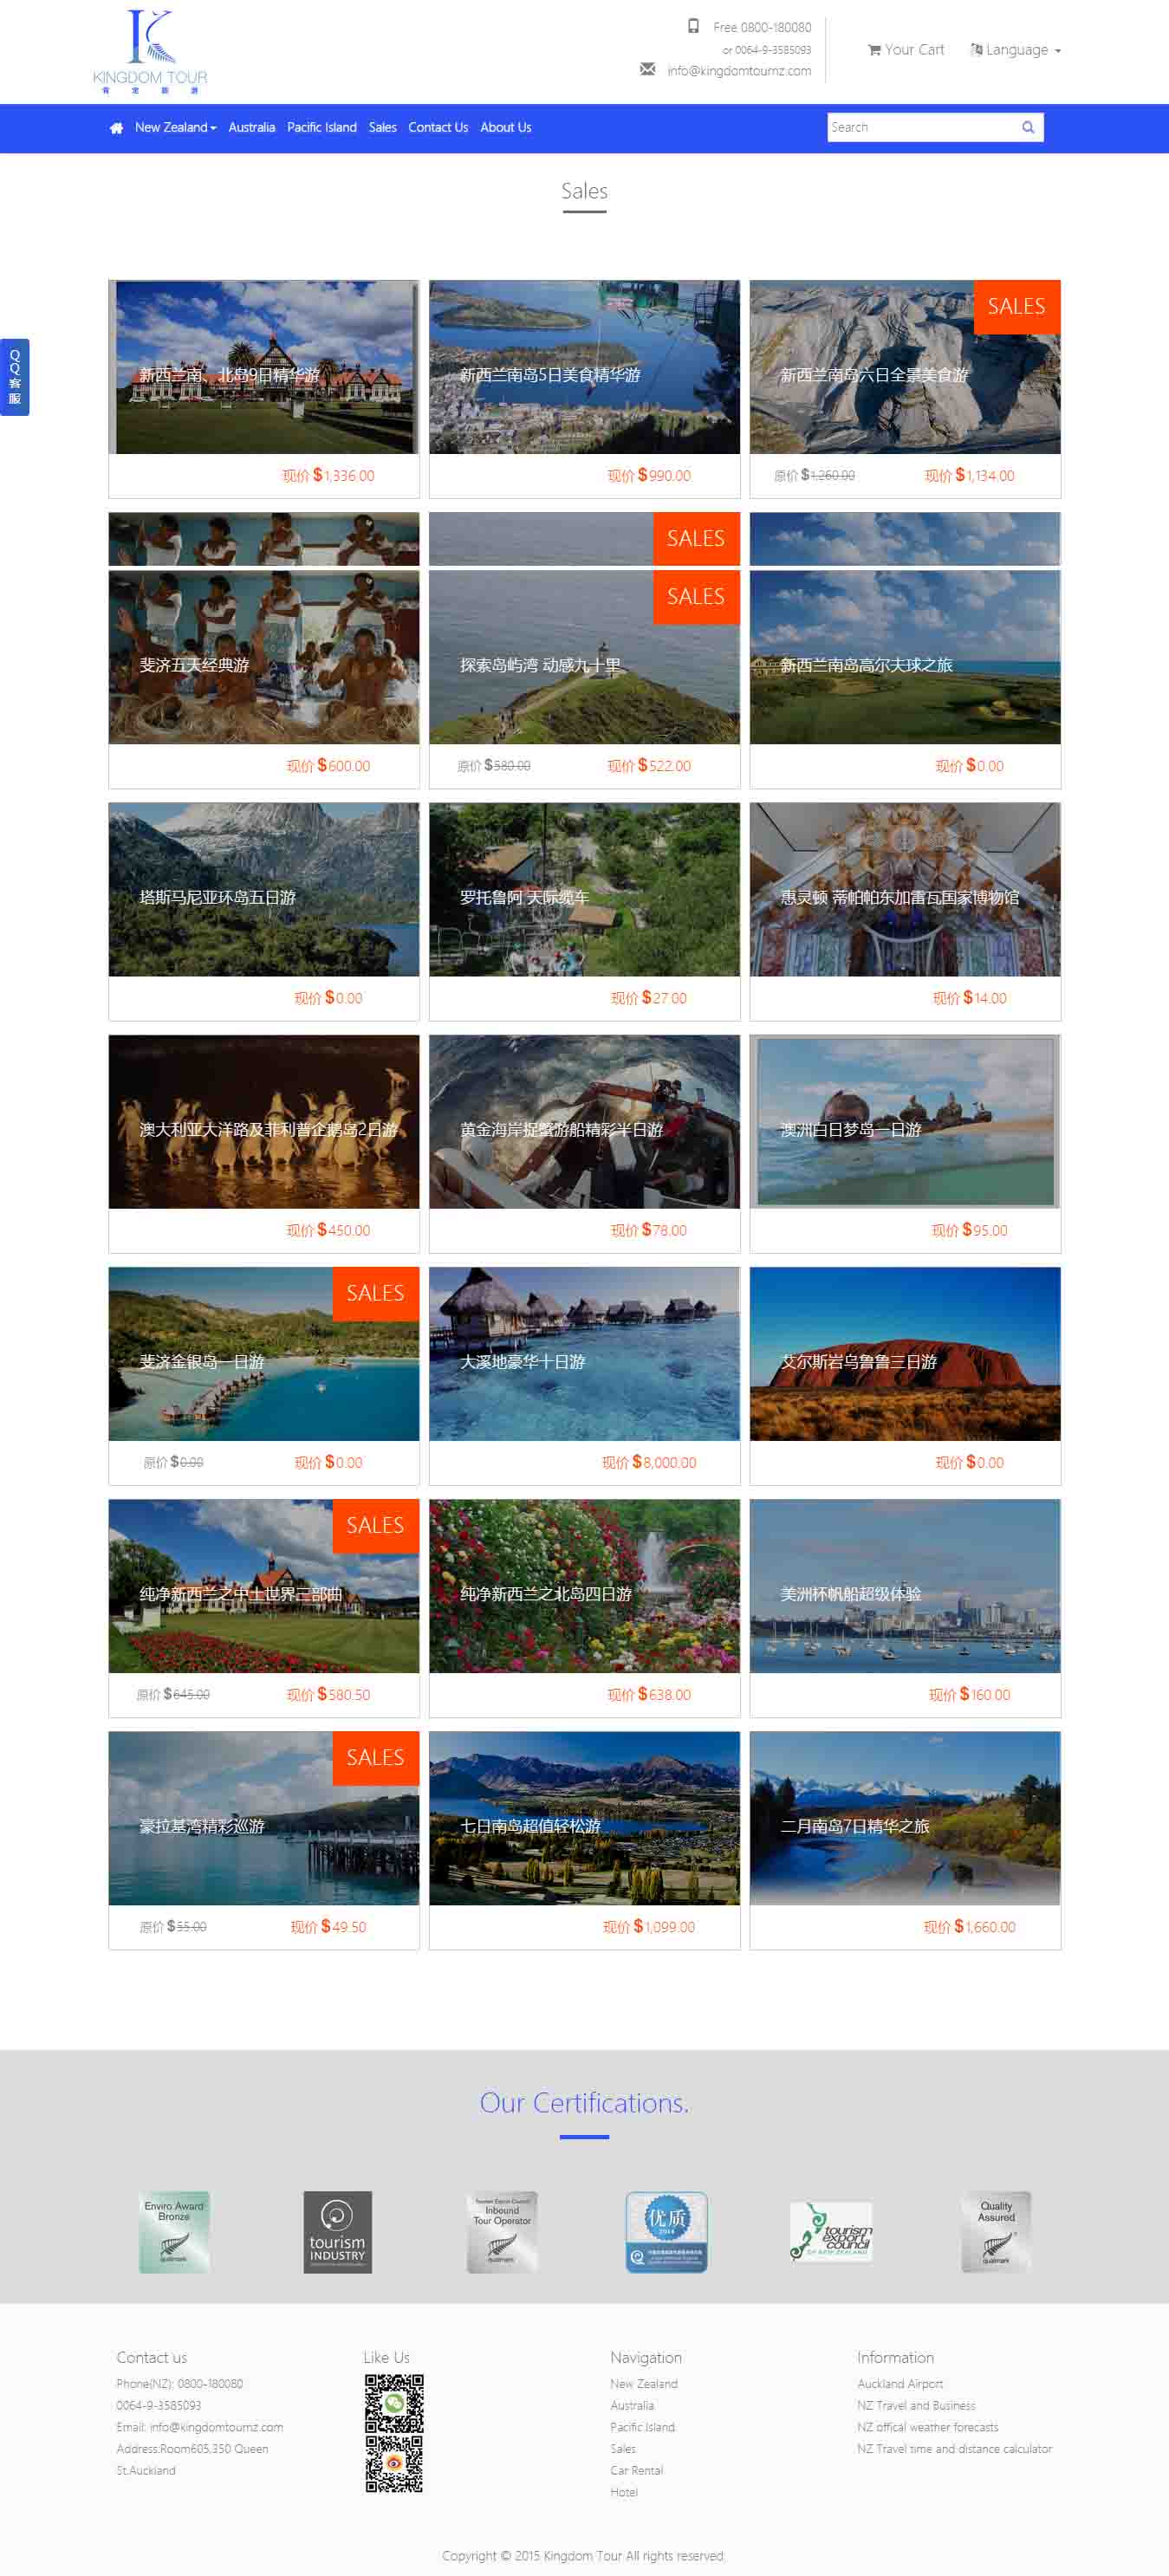 KINGDOM TOUR
肯定旅游
Free 0800-180080
or 0064-9-3585093
info@kingdomtournz.com
Your Cart
Language
New Zealand
Australia
Pacific Island
Sales
Contact Us
About Us
Search
Sales
QQ客服
新西兰南、北岛9日精华游
新西兰南岛5日美食精华游
SALES
新西兰南岛六日全景美食游
现价 $1,336.00
现价 $990.00
原价 $1,260.00
现价 $1,134.00
SALES
SALES
斐济五天经典游
探索岛屿湾 动感九十里
新西兰南岛高尔夫球之旅
现价 $600.00
原价 $580.00
现价 $522.00
现价 $0.00
塔斯马尼亚环岛五日游
罗托鲁阿 天际缆车
惠灵顿 蒂帕帕东加雷瓦国家博物馆
现价 $0.00
现价 $27.00
现价 $14.00
澳大利亚大洋路及菲利普企鹅岛2日游
黄金海岸捉蟹游船精彩半日游
澳洲白日梦岛一日游
现价 $450.00
现价 $78.00
现价 $95.00
SALES
斐济金银岛一日游
大溪地豪华十日游
艾尔斯岩乌鲁鲁三日游
原价 $0.00
现价 $0.00
现价 $8,000.00
现价 $0.00
SALES
纯净新西兰之中土世界三部曲
纯净新西兰之北岛四日游
美洲杯帆船超级体验
原价 $645.00
现价 $580.50
现价 $638.00
现价 $160.00
SALES
豪拉基湾精彩巡游
七日南岛超值轻松游
二月南岛7日精华之旅
原价 $55.00
现价 $49.50
现价 $1,099.00
现价 $1,660.00
Our Certifications.
Enviro Award
Bronze
qualmark
tourism
INDUSTRY
Tourism Export Council
Inbound
Tour Operator
qualmark
优质
2014
tourism
export
council
OF NEW ZEALAND
Quality
Assured
qualmark
Contact us
Phone(NZ): 0800-180080
0064-9-3585093
Email: info@kingdomtournz.com
Address:Room605,350 Queen
St.Auckland
Like Us
Navigation
New Zealand
Australia
Pacific Island
Sales
Car Rental
Hotel
Information
Auckland Airport
NZ Travel and Business
NZ offical weather forecasts
NZ Travel time and distance calculator
Copyright © 2015 Kingdom Tour All rights reserved.